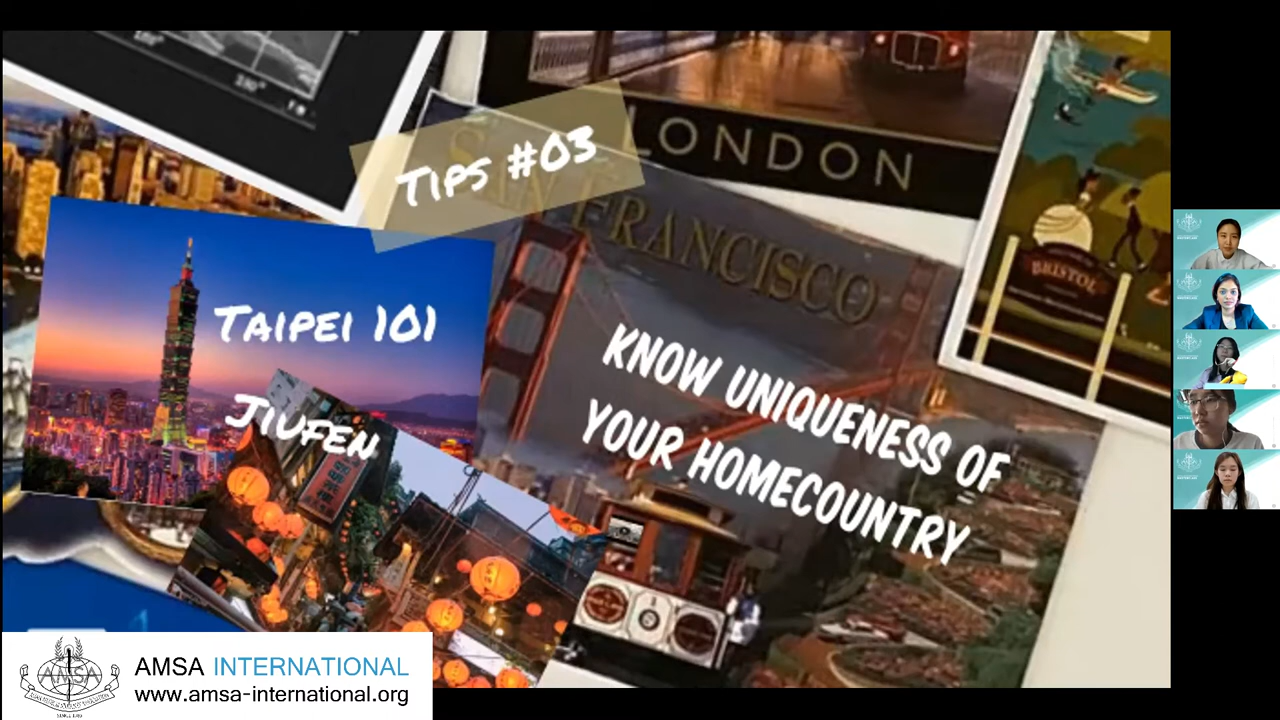 TIPS #03
LONDON
SAN FRANCISCO
BRISTOL
TAIPEI 101
JIUFEN
KNOW UNIQUENESS OF
YOUR HOMECOUNTRY
AMSA
AMSA INTERNATIONAL
www.amsa-international.org